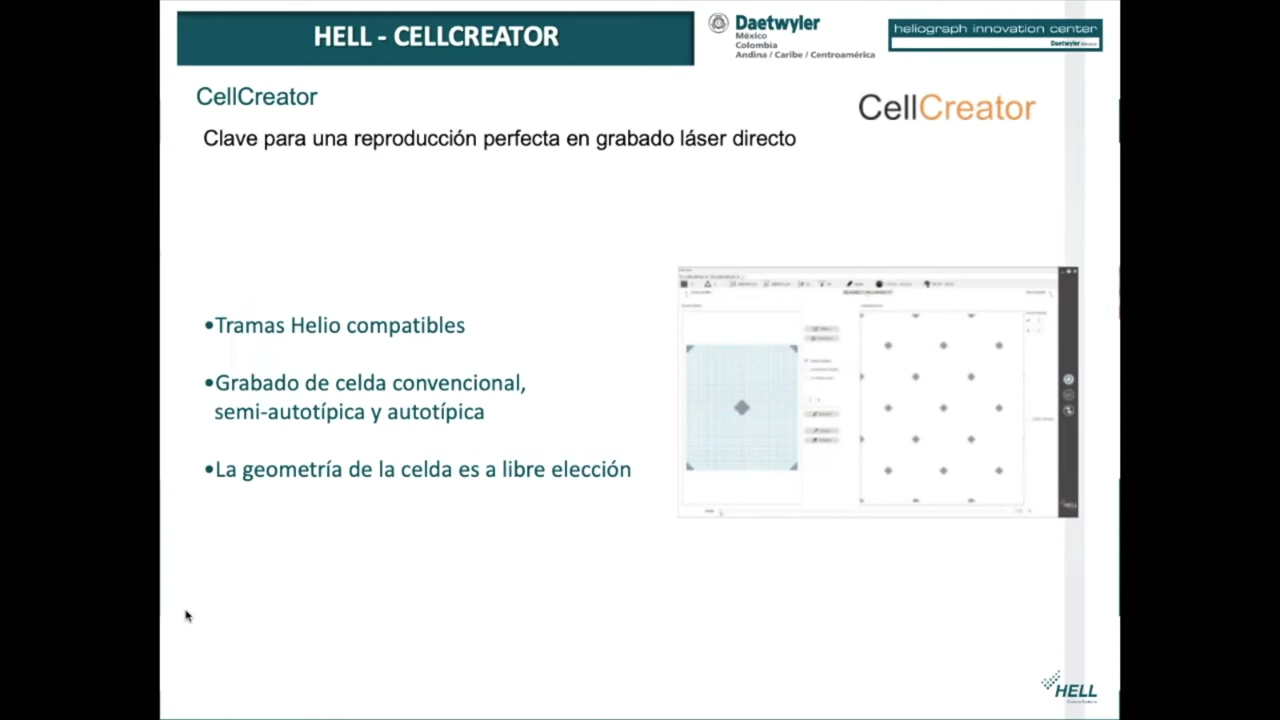 HELL - CELLCREATOR
Daetwyler
México
Colombia
Andina / Caribe / Centroamérica
heliograph innovation center
Daetwyler
CellCreator
CellCreator
Clave para una reproducción perfecta en grabado láser directo
•Tramas Helio compatibles
•Grabado de celda convencional,
semi-autotípica y autotípica
•La geometría de la celda es a libre elección
HELL
HELL